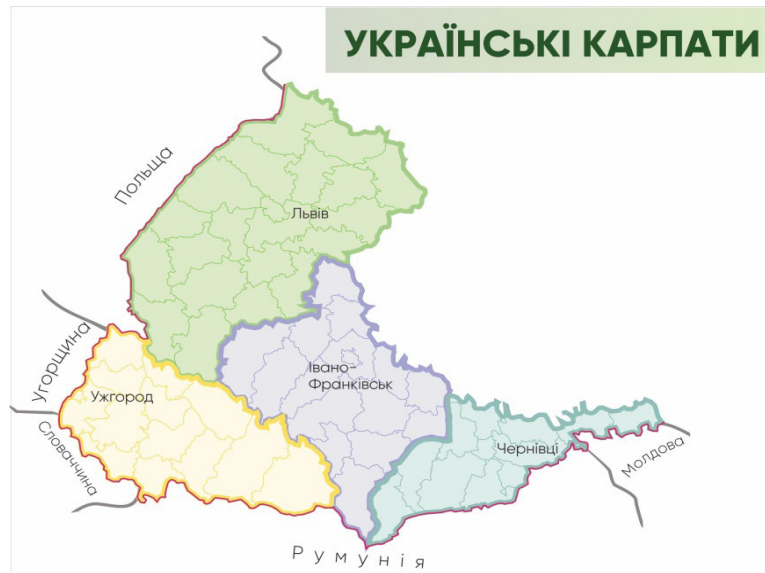 УКРАЇНСЬКІ КАРПАТИ
Польща
Львів
Угорщина
Івано-
Франківськ
Ужгород
Словаччина
Чернівці
Молдова
Румунія